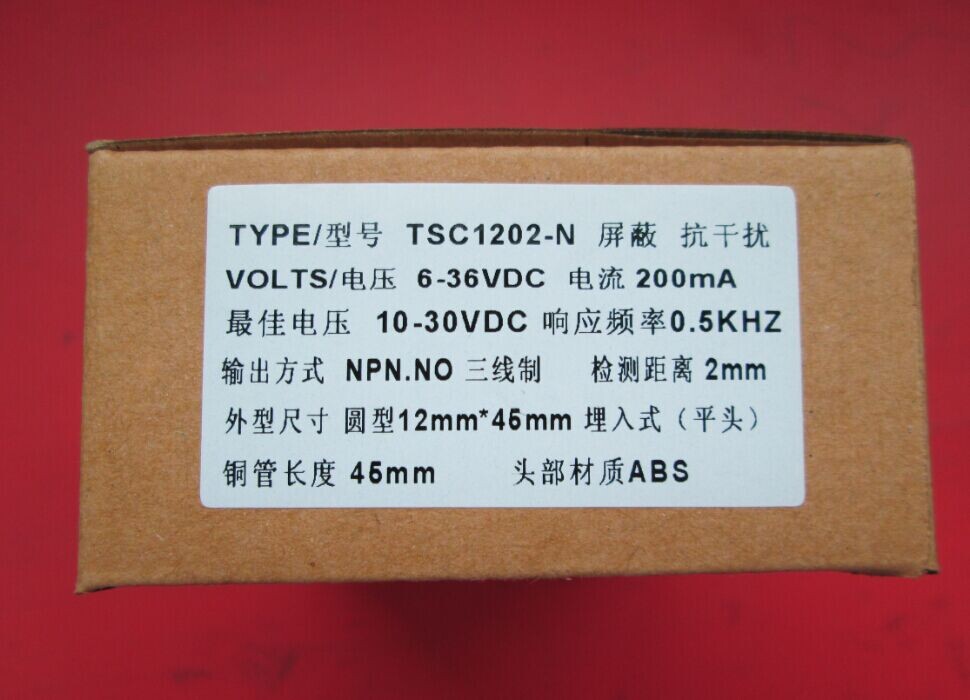 TYPE/型号 TSC1202-N 屏蔽 抗干扰
VOLTS/电压 6-36VDC 电流 200mA
最佳电压 10-30VDC 响应频率0.5KHZ
输出方式 NPN.NO 三线制 检测距离 2mm
外型尺寸 圆型12mm*45mm 埋入式（平头）
铜管长度 45mm 头部材质ABS